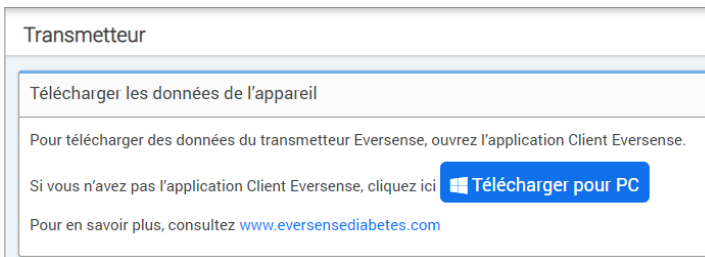 Transmetteur
Télécharger les données de l’appareil
Pour télécharger des données du transmetteur Eversense, ouvrez l’application Client Eversense.
Si vous n’avez pas l’application Client Eversense, cliquez ici Télécharger pour PC
Pour en savoir plus, consultez www.eversensediabetes.com